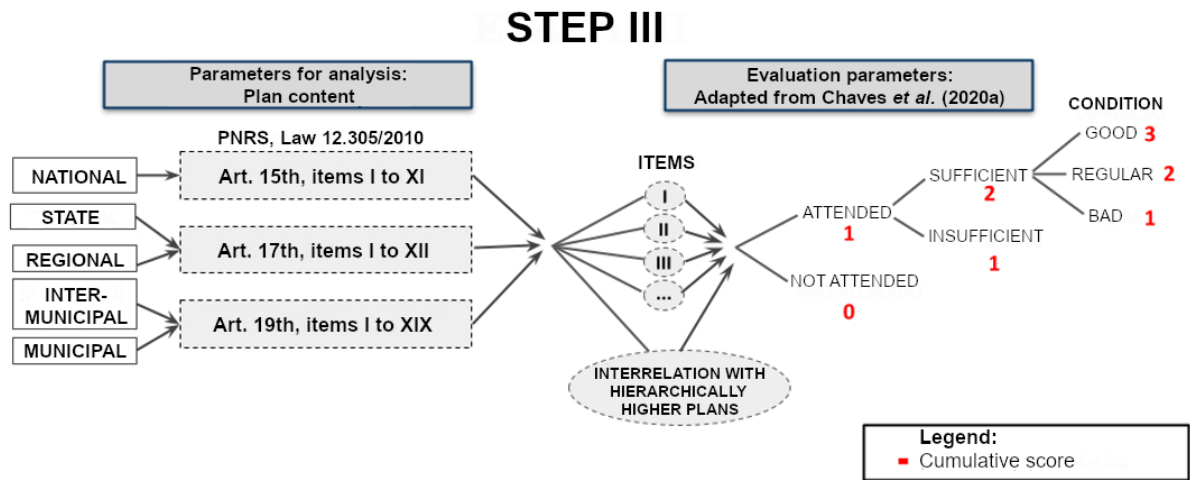 STEP III
Parameters for analysis:
Plan content
Evaluation parameters:
Adapted from Chaves et al. (2020a)
PNRS, Law 12.305/2010
NATIONAL
STATE
REGIONAL
INTER-
MUNICIPAL
MUNICIPAL
Art. 15th, items I to XI
Art. 17th, items I to XII
Art. 19th, items I to XIX
ITEMS
I
II
III
...
INTERRELATION WITH
HIERARCHICALLY
HIGHER PLANS
ATTENDED
1
NOT ATTENDED
0
SUFFICIENT
2
INSUFFICIENT
1
CONDITION
GOOD 3
REGULAR 2
BAD 1
Legend:
Cumulative score